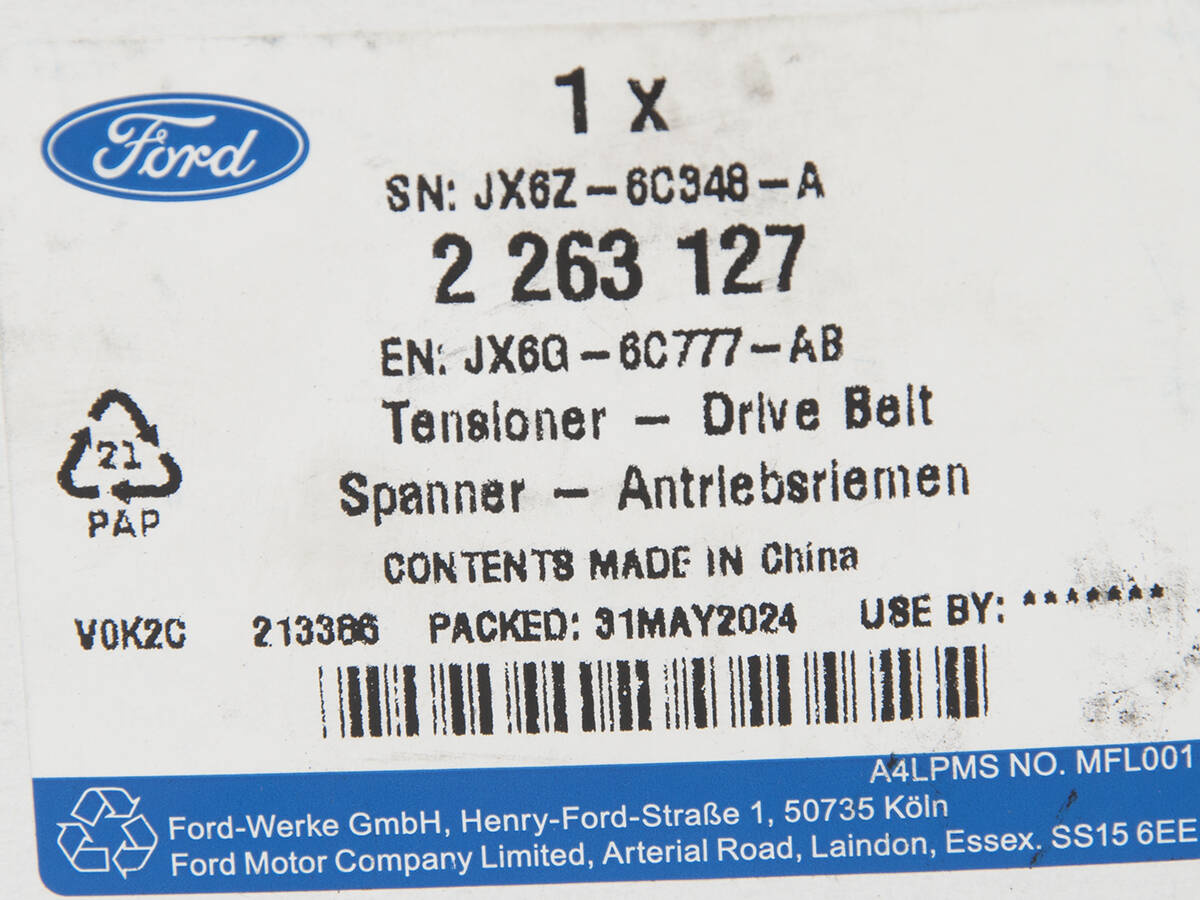 Ford
1 x
SN: JX6Z-6C348-A
2 263 127
EN: JX6G-6C777-AB
Tensioner - Drive Belt
Spanner - Antriebsriemen
21
PAP
CONTENTS MADE IN China
V0K2C 213386 PACKED: 31MAY2024 USE BY: *******
A4LPMS NO. MFL001
Ford-Werke GmbH, Henry-Ford-Straße 1, 50735 Köln
Ford Motor Company Limited, Arterial Road, Laindon, Essex. SS15 6EE